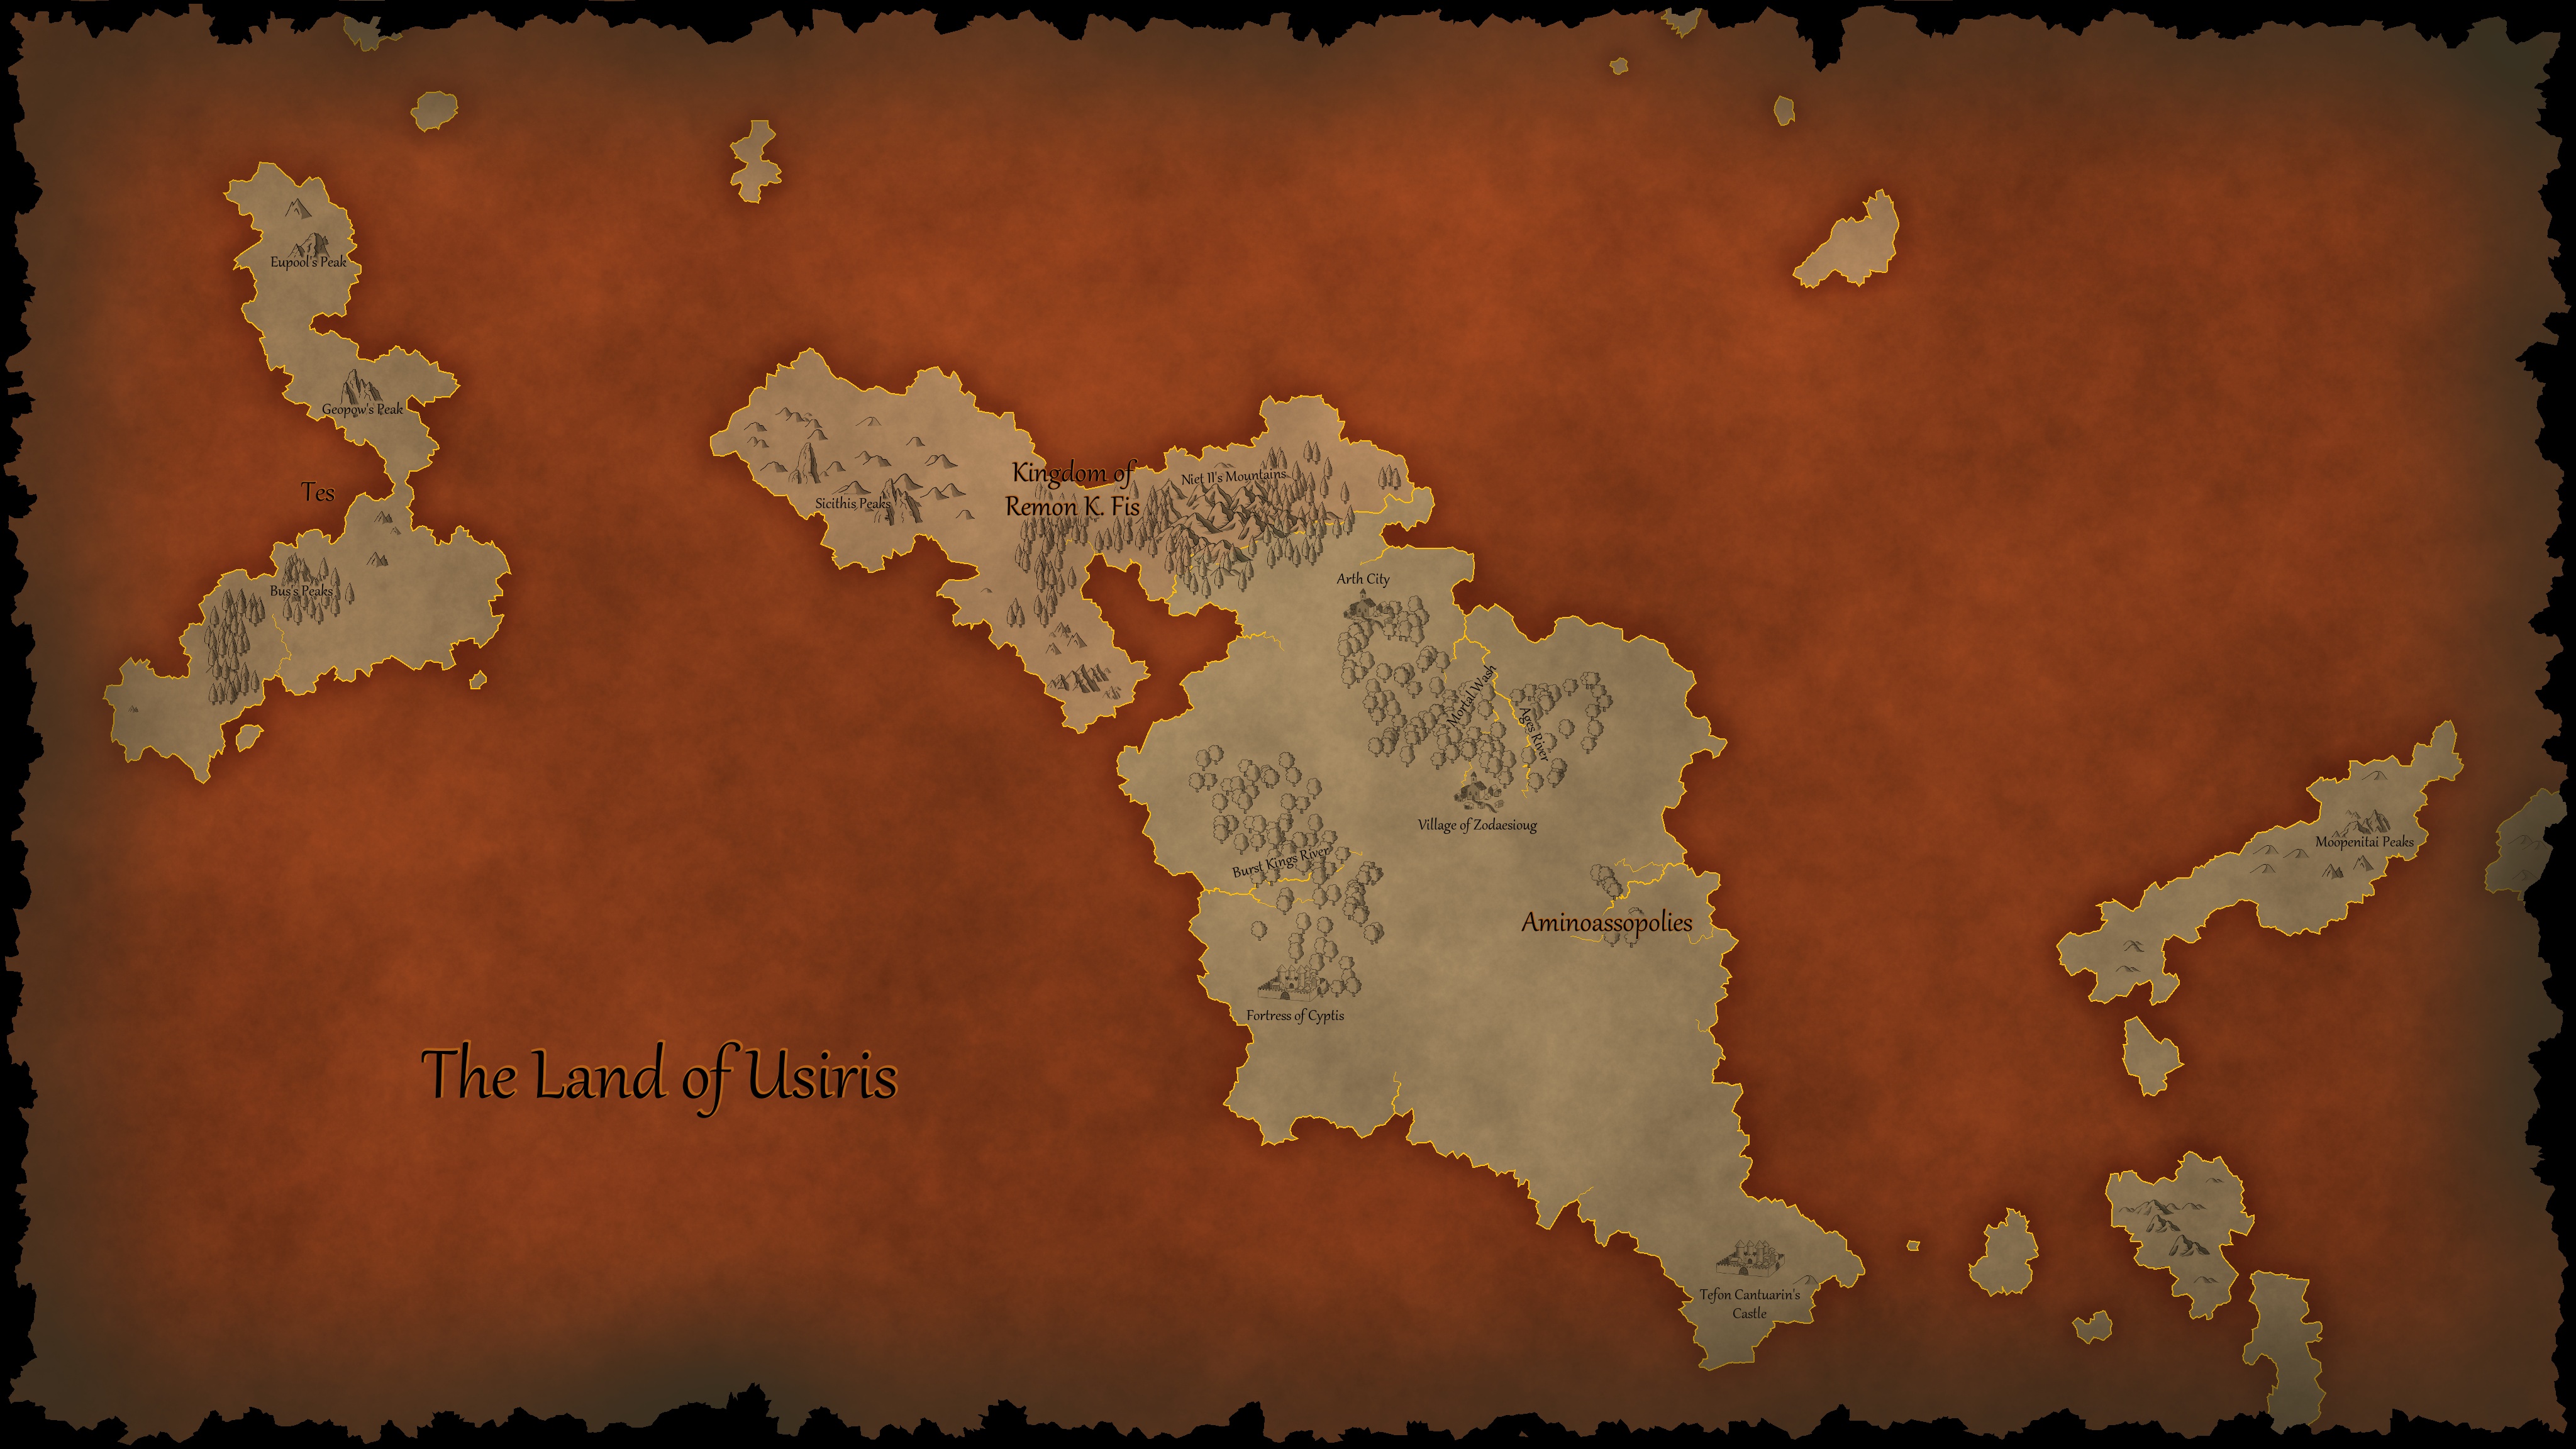 Eupool's Peak
Geopow's Peak
Tes
Bus's Peaks
Sicithis Peaks
Kingdom of
Remon K. Fis
Niet II's Mountains
Arth City
Mortal Wash
Ages River
Village of Zodaesioug
Burst Kings River
Aminoassopolies
Fortress of Cyptis
Moopenitai Peaks
The Land of Usiris
Tefon Cantuarin's
Castle